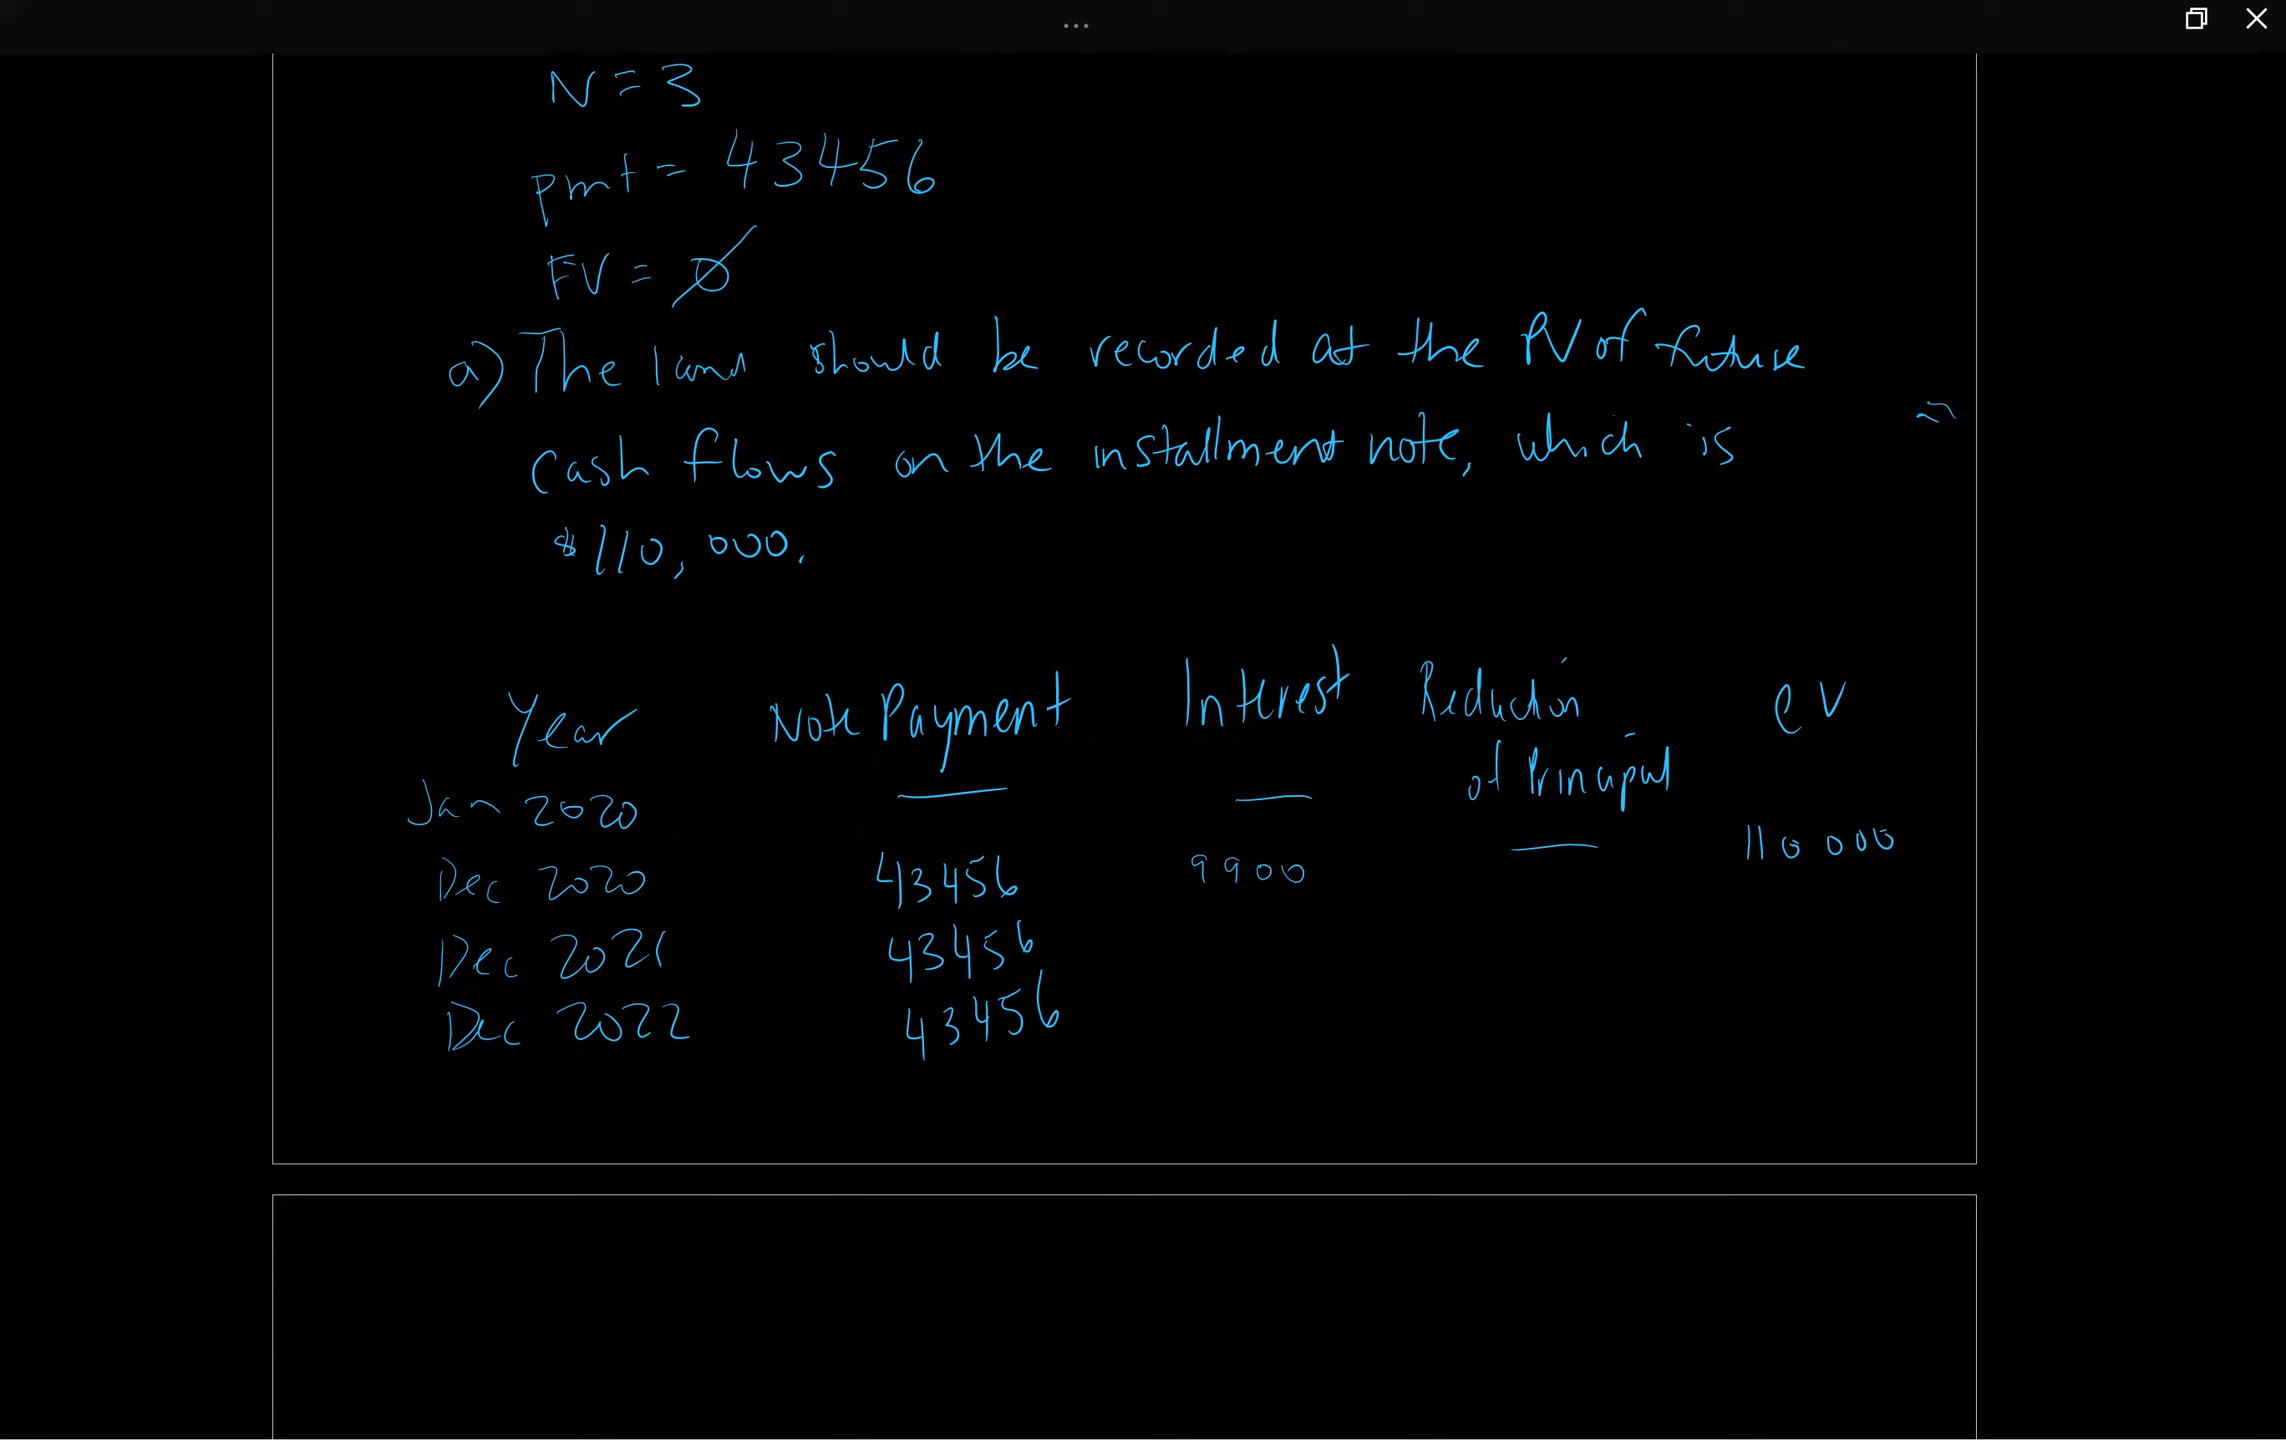 N = 3
pmt = 43456
FV = 0
a) The land should be recorded at the PV of future
cash flows on the installment note, which is
$110,000.
Year Note Payment Interest Reduction of Principal CV
Jan 2020 — — — 110 000
Dec 2020 43456 9900
Dec 2021 43456
Dec 2022 43456